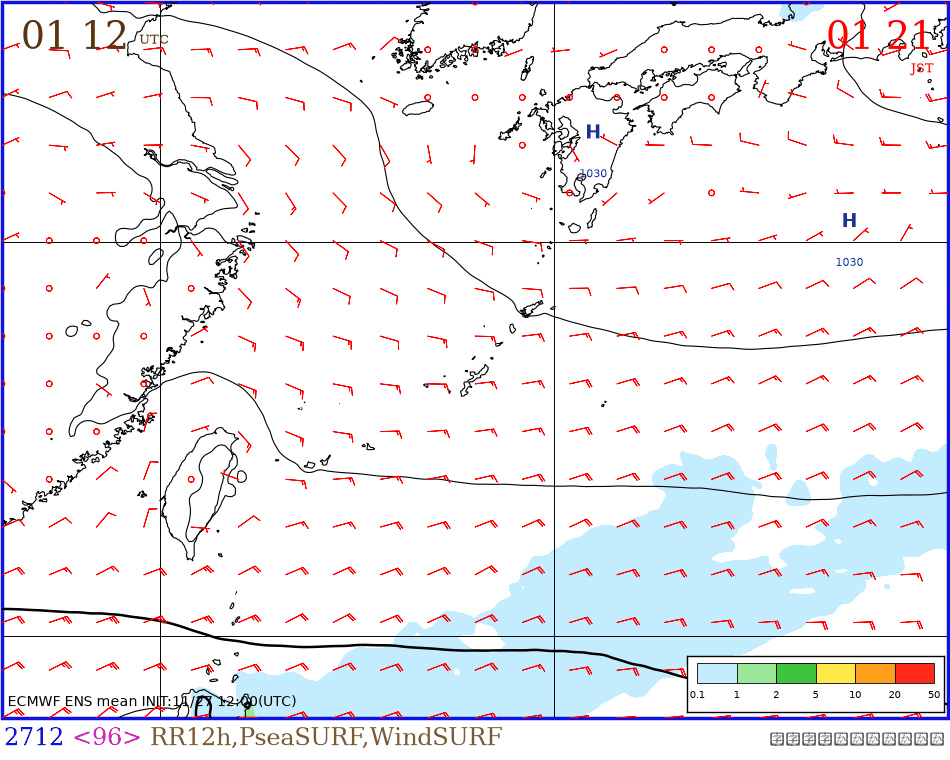 01 12 UTC
01 21 JST
H
1030
H
1030
0.1 1 2 5 10 20 50
ECMWF ENS mean INIT:11/27 12:00(UTC)
2712 <96> RR12h,PseaSURF,WindSURF